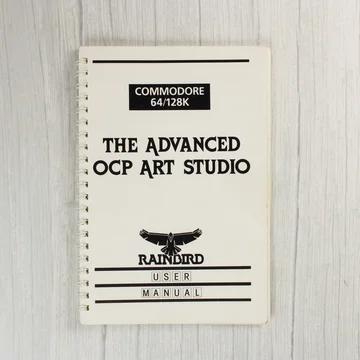 COMMODORE
64/128K
THE ADVANCED
OCP ART STUDIO
RAINBIRD
USER
MANUAL